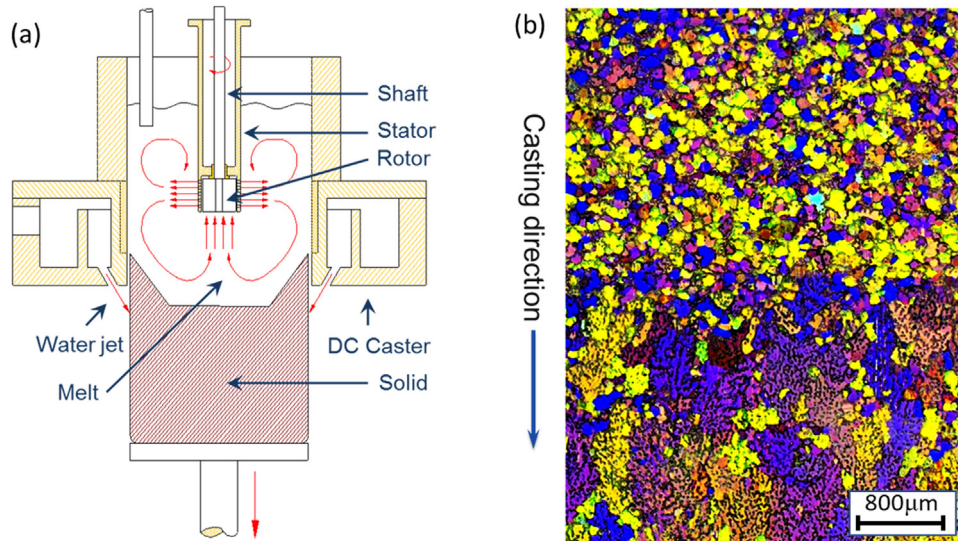 (a)
Shaft
Stator
Rotor
Water jet
DC Caster
Melt
Solid
(b)
Casting direction
800μm